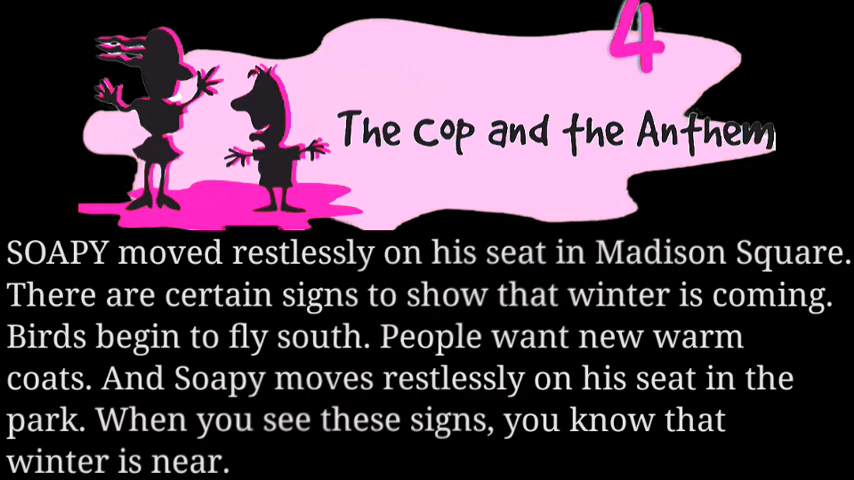 4
The Cop and the Anthem
SOAPY moved restlessly on his seat in Madison Square.
There are certain signs to show that winter is coming.
Birds begin to fly south. People want new warm
coats. And Soapy moves restlessly on his seat in the
park. When you see these signs, you know that
winter is near.